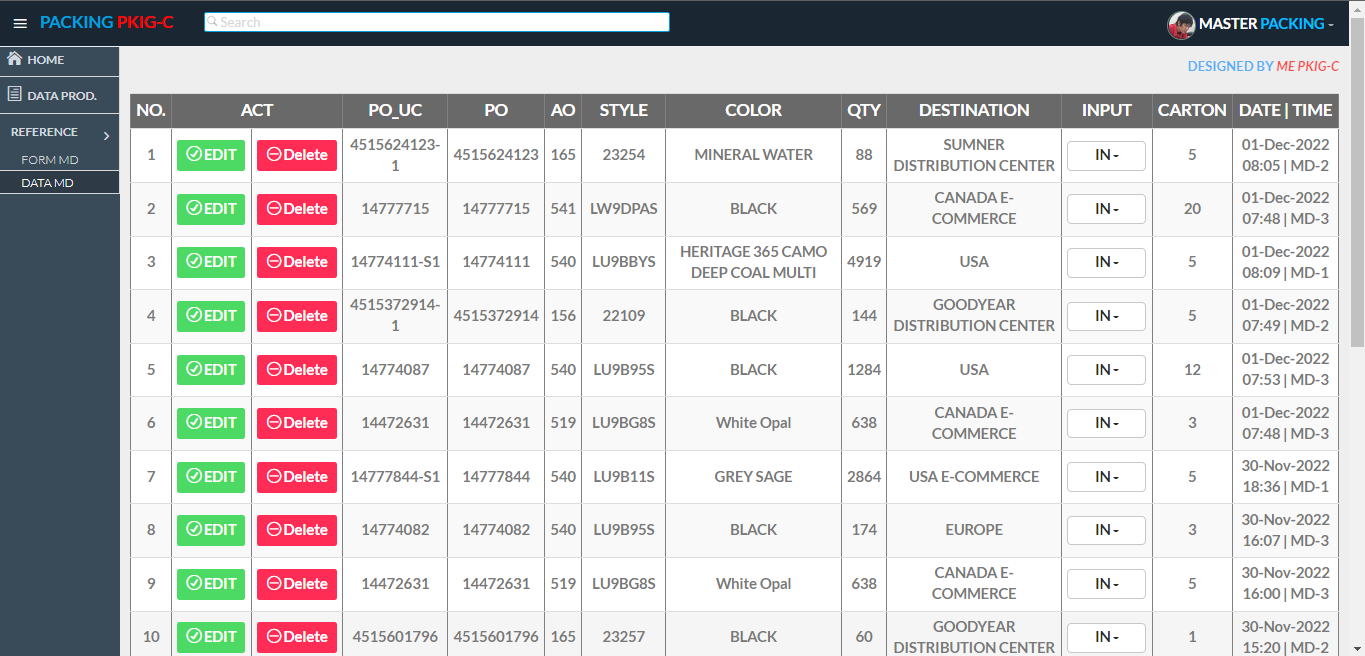 PACKING PKIG-C
Search
MASTER PACKING
HOME
DATA PROD.
REFERENCE
FORM MD
DATA MD
DESIGNED BY ME PKIG-C
NO. ACT PO_UC PO AO STYLE COLOR QTY DESTINATION INPUT CARTON DATE | TIME
1 EDIT Delete 4515624123-1 4515624123 165 23254 MINERAL WATER 88 SUMNER DISTRIBUTION CENTER IN 5 01-Dec-2022 08:05 | MD-2
2 EDIT Delete 14777715 14777715 541 LW9DPAS BLACK 569 CANADA E-COMMERCE IN 20 01-Dec-2022 07:48 | MD-3
3 EDIT Delete 14774111-S1 14774111 540 LU9BBYS HERITAGE 365 CAMO DEEP COAL MULTI 4919 USA IN 5 01-Dec-2022 08:09 | MD-1
4 EDIT Delete 4515372914-1 4515372914 156 22109 BLACK 144 GOODYEAR DISTRIBUTION CENTER IN 5 01-Dec-2022 07:49 | MD-2
5 EDIT Delete 14774087 14774087 540 LU9B95S BLACK 1284 USA IN 12 01-Dec-2022 07:53 | MD-3
6 EDIT Delete 14472631 14472631 519 LU9BG8S White Opal 638 CANADA E-COMMERCE IN 3 01-Dec-2022 07:48 | MD-3
7 EDIT Delete 14777844-S1 14777844 540 LU9B11S GREY SAGE 2864 USA E-COMMERCE IN 5 30-Nov-2022 18:36 | MD-1
8 EDIT Delete 14774082 14774082 540 LU9B95S BLACK 174 EUROPE IN 3 30-Nov-2022 16:07 | MD-3
9 EDIT Delete 14472631 14472631 519 LU9BG8S White Opal 638 CANADA E-COMMERCE IN 5 30-Nov-2022 16:00 | MD-3
10 EDIT Delete 4515601796 4515601796 165 23257 BLACK 60 GOODYEAR DISTRIBUTION CENTER IN 1 30-Nov-2022 15:20 | MD-2